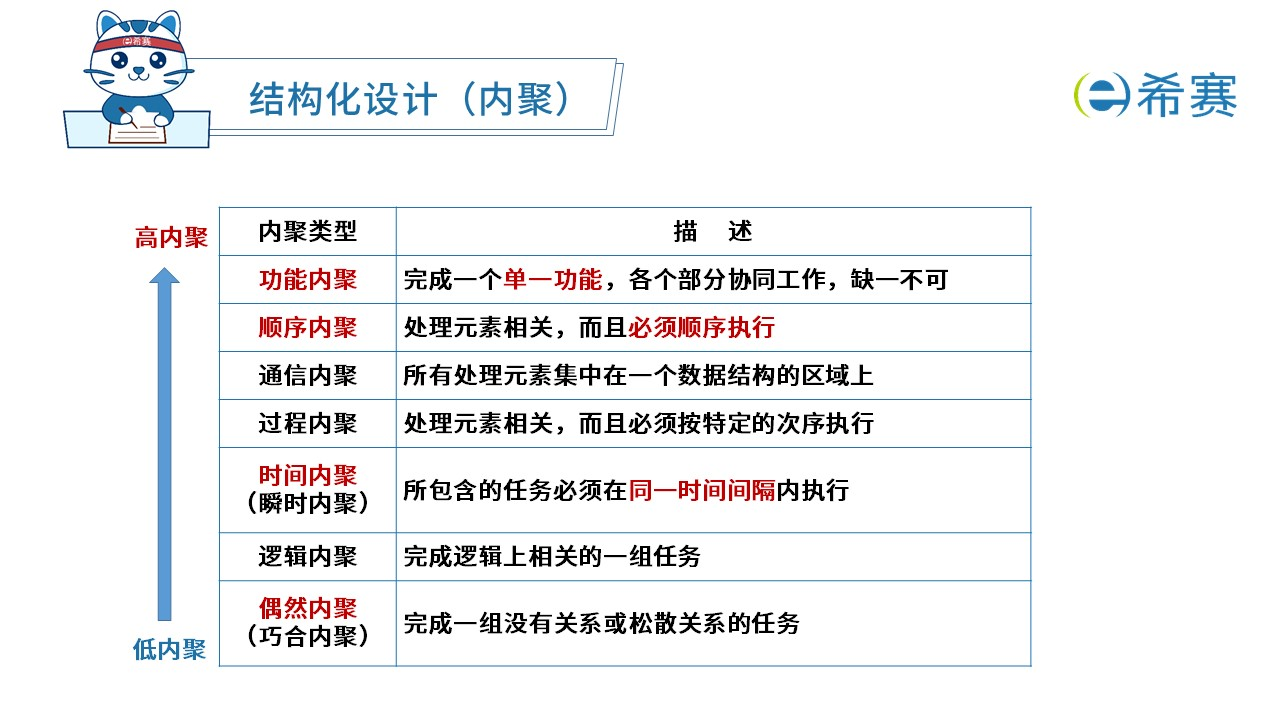 希赛
结构化设计（内聚）
希赛
高内聚
低内聚
内聚类型 描 述
功能内聚 完成一个单一功能，各个部分协同工作，缺一不可
顺序内聚 处理元素相关，而且必须顺序执行
通信内聚 所有处理元素集中在一个数据结构的区域上
过程内聚 处理元素相关，而且必须按特定的次序执行
时间内聚
（瞬时内聚） 所包含的任务必须在同一时间间隔内执行
逻辑内聚 完成逻辑上相关的一组任务
偶然内聚
（巧合内聚） 完成一组没有关系或松散关系的任务